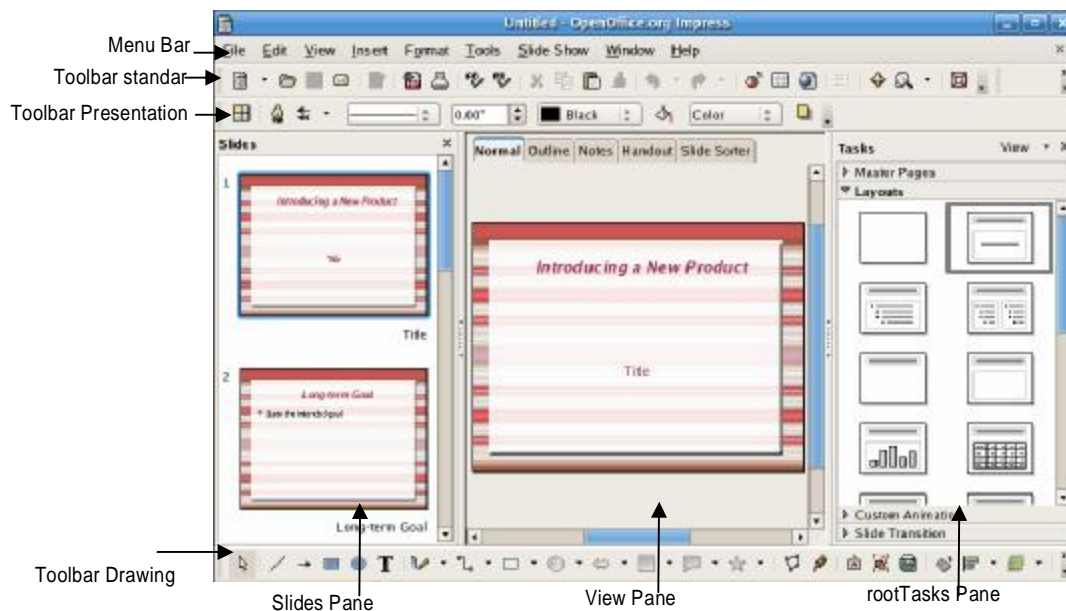 Untitled - OpenOffice.org Impress
Menu Bar
File Edit View Insert Format Tools Slide Show Window Help
Toolbar standar
Toolbar Presentation
0.00" Black Color
Slides
Normal Outline Notes Handout Slide Sorter
Tasks View
Master Pages
Layouts
1
Introducing a New Product
Title
Title
2
Long-term Goal
Long-term Goal
Introducing a New Product
Title
Custom Animation
Slide Transition
T
Toolbar Drawing
Slides Pane
View Pane
rootTasks Pane